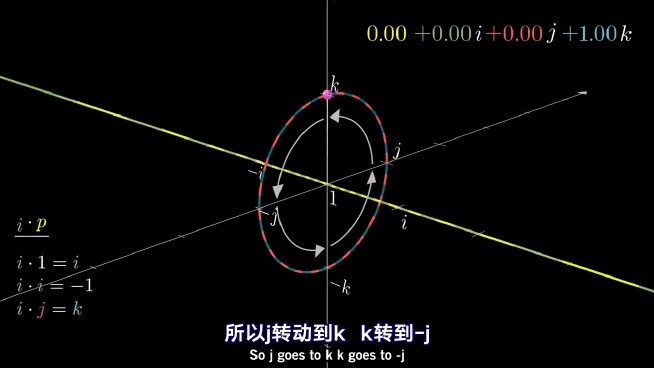 0.00 +0.00i+0.00j+1.00k
k
j
-i
1
-j
i
-k
i · p
i · 1 = i
i · i = −1
i · j = k
所以j转动到k k转到-j
So j goes to k k goes to -j